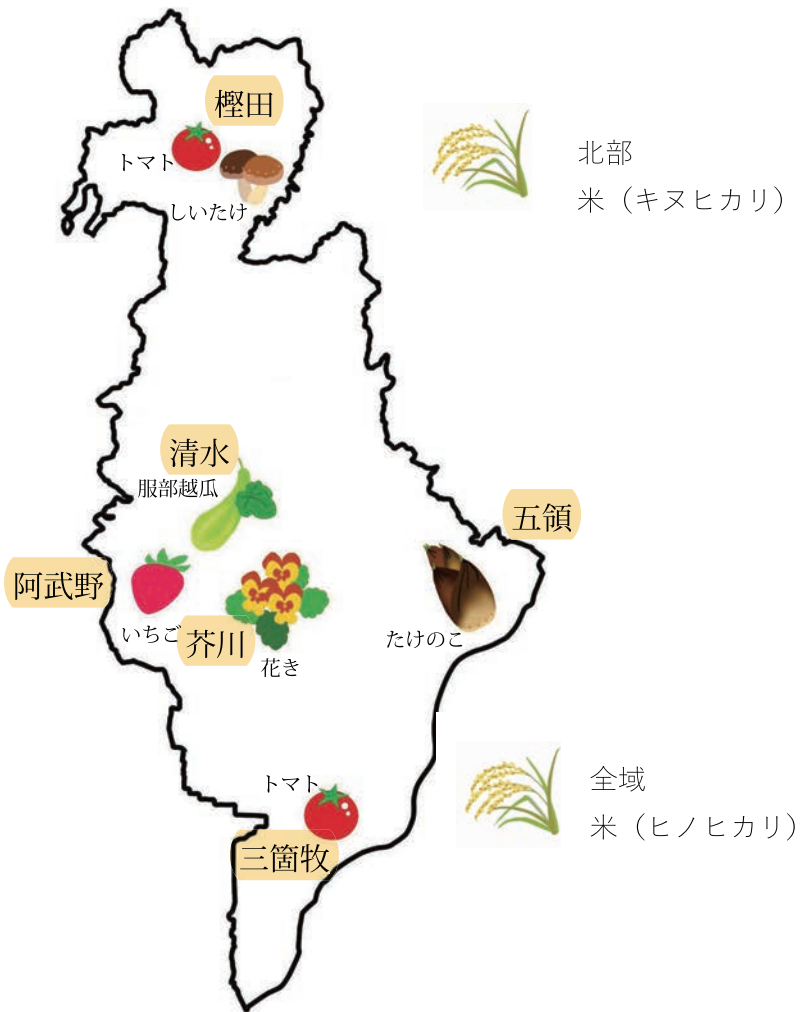 樫田
トマト
しいたけ
北部
米（キヌヒカリ）
清水
服部越瓜
五領
阿武野
いちご
芥川
花き
たけのこ
トマト
三箇牧
全域
米（ヒノヒカリ）